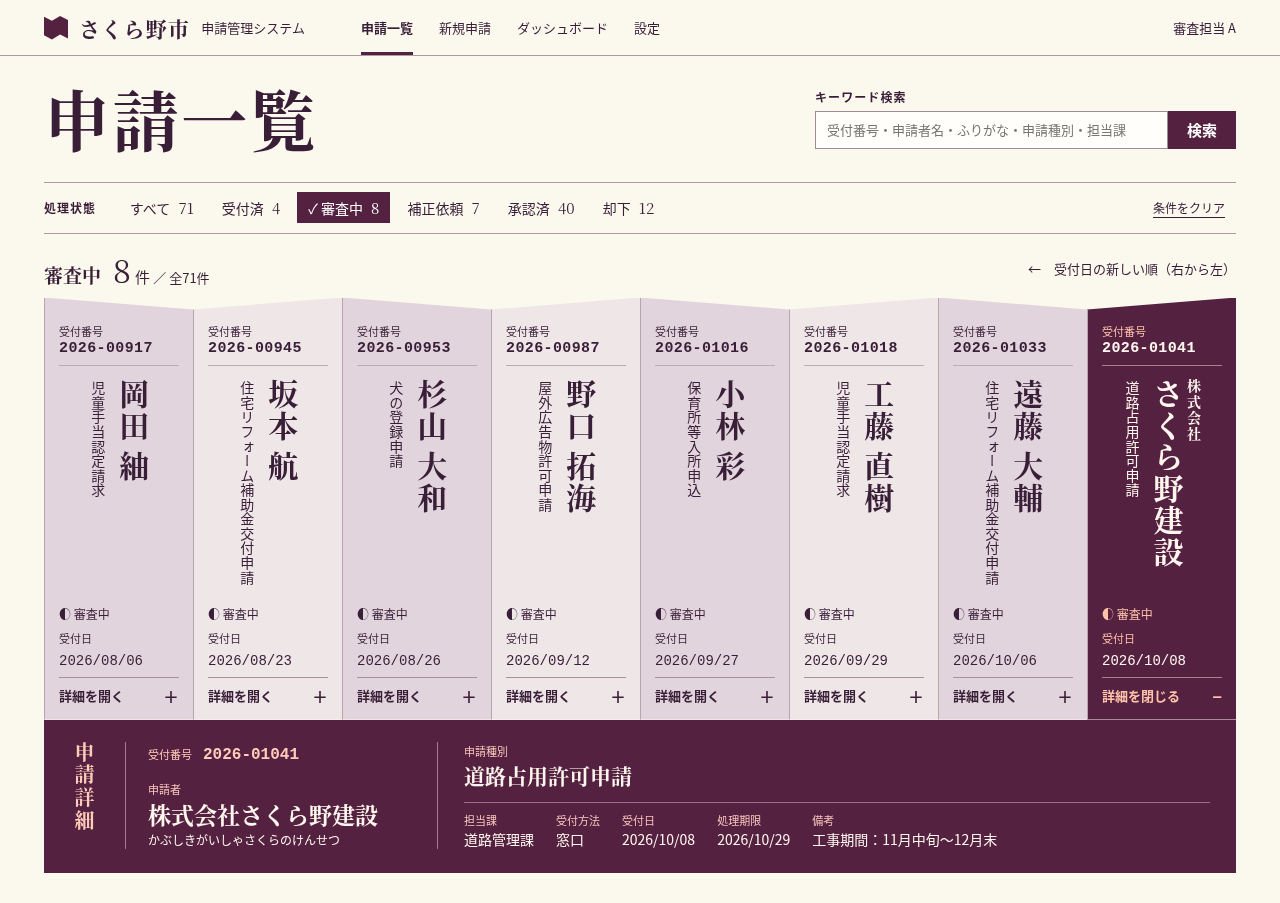 さくら野市 申請管理システム 申請一覧 新規申請 ダッシュボード 設定 審査担当 A
申請一覧
キーワード検索
受付番号・申請者名・ふりがな・申請種別・担当課 検索
処理状態 すべて 71 受付済 4 ✓審査中 8 補正依頼 7 承認済 40 却下 12 条件をクリア
審査中 8 件 ／ 全71件
← 受付日の新しい順（右から左）
受付番号
2026-01041
株式会社
さくら野建設
道路占用許可申請
◐ 審査中
受付日
2026/10/08
詳細を閉じる −
受付番号
2026-01033
遠藤 大輔
住宅リフォーム補助金交付申請
◐ 審査中
受付日
2026/10/06
詳細を開く ＋
受付番号
2026-01018
工藤 直樹
児童手当認定請求
◐ 審査中
受付日
2026/09/29
詳細を開く ＋
受付番号
2026-01016
小林 彩
保育所等入所申込
◐ 審査中
受付日
2026/09/27
詳細を開く ＋
受付番号
2026-00987
野口 拓海
屋外広告物許可申請
◐ 審査中
受付日
2026/09/12
詳細を開く ＋
受付番号
2026-00053
杉山 大和
犬の登録申請
◐ 審査中
受付日
2026/08/26
詳細を開く ＋
受付番号
2026-00945
坂本 航
住宅リフォーム補助金交付申請
◐ 審査中
受付日
2026/08/23
詳細を開く ＋
受付番号
2026-00917
岡田 紬
児童手当認定請求
◐ 審査中
受付日
2026/08/06
詳細を開く ＋
申請詳細
受付番号 2026-01041
申請者
株式会社さくら野建設
かぶしきがいしゃさくらのけんせつ
申請種別
道路占用許可申請
担当課 受付方法 受付日 処理期限 備考
道路管理課 窓口 2026/10/08 2026/10/29 工事期間：11月中旬〜12月末